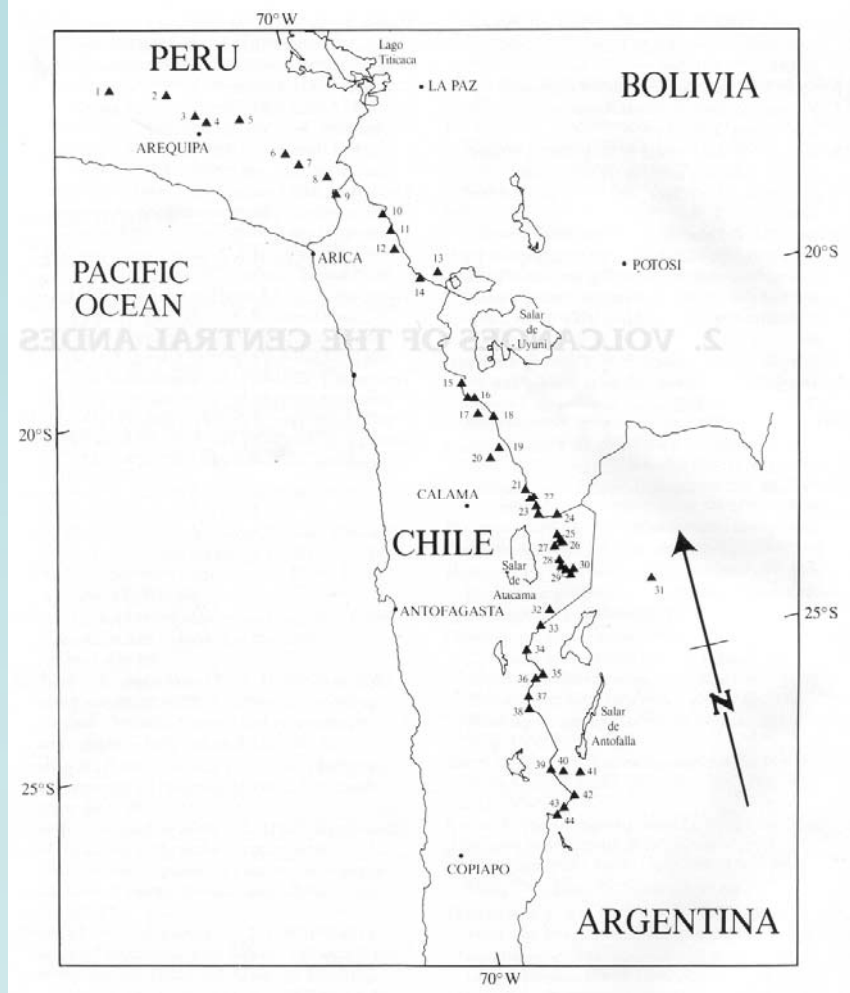 70°W
PERU
Lago
Titicaca
LA PAZ
BOLIVIA
1
2
3
4
5
AREQUIPA
6
7
8
9
10
11
12
13
14
ARICA
20°S
POTOSI
PACIFIC
OCEAN
Salar
de
Uyuni
2. VOLCANOES OF THE CENTRAL ANDES
15
16
17
18
20°S
19
20
21
22
CALAMA
23
24
CHILE
25
26
27
28
29
30
Salar
de
Atacama
31
ANTOFAGASTA
32
25°S
33
34
35
36
37
38
N
Salar
de
Antofalla
39
40
41
25°S
42
43
44
COPIAPO
ARGENTINA
70°W